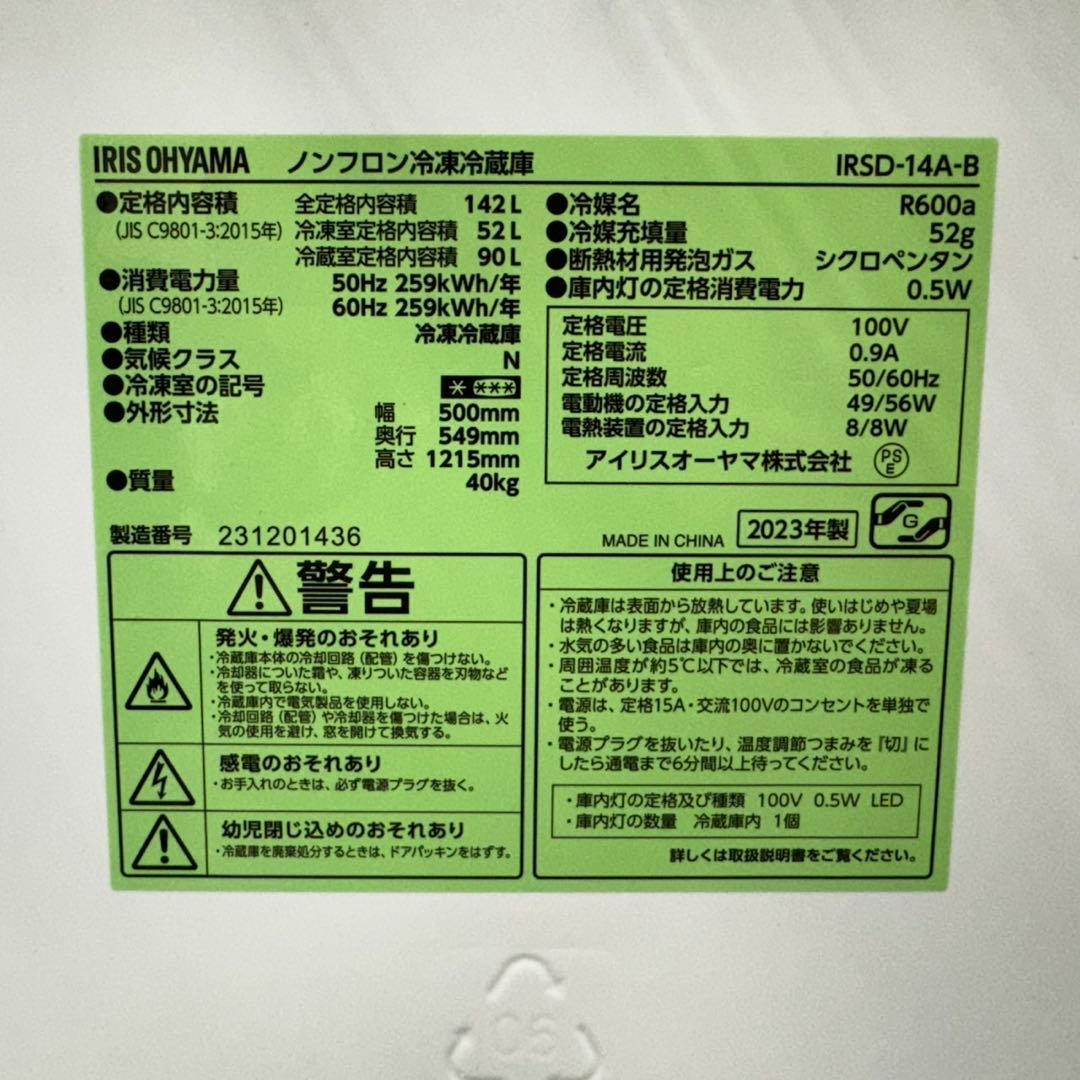 IRIS OHYAMA ノンフロン冷凍冷蔵庫 IRSD-14A-B
●定格内容積 全定格内容積 142L
(JIS C9801-3:2015年) 冷凍室定格内容積 52L
冷蔵室定格内容積 90L
●消費電力量 50Hz 259kWh/年
(JIS C9801-3:2015年) 60Hz 259kWh/年
●種類 冷凍冷蔵庫
●気候クラス N
●冷凍室の記号 * ***
●外形寸法 幅 500mm
奥行 549mm
高さ 1215mm
●質量 40kg
●冷媒名 R600a
●冷媒充填量 52g
●断熱材用発泡ガス シクロペンタン
●庫内灯の定格消費電力 0.5W
定格電圧 100V
定格電流 0.9A
定格周波数 50/60Hz
電動機の定格入力 49/56W
電熱装置の定格入力 8/8W
アイリスオーヤマ株式会社 PSE
製造番号 231201436
MADE IN CHINA 2023年製 G
警告
発火・爆発のおそれあり
・冷蔵庫本体の冷却回路(配管)を傷つけない。
・冷却器についた霜や、凍りついた容器を刃物など
を使って取らない。
・冷蔵庫内で電気製品を使用しない。
・冷却回路(配管)や冷却器を傷つけた場合は、火
気の使用を避け、窓を開けて換気する。
感電のおそれあり
・お手入れのときは、必ず電源プラグを抜く。
幼児閉じ込めのおそれあり
・冷蔵庫を廃棄処分するときは、ドアパッキンをはずす。
使用上のご注意
・冷蔵庫は表面から放熱しています。使いはじめや夏場
は熱くなりますが、庫内の食品には影響ありません。
・水気の多い食品は庫内の奥に置かないでください。
・周囲温度が約5℃以下では、冷蔵室の食品が凍る
ことがあります。
・電源は、定格15A・交流100Vのコンセントを単独で
使う。
・電源プラグを抜いたり、温度調節つまみを『切』に
したら通電まで6分間以上待ってください。
・庫内灯の定格及び種類 100V 0.5W LED
・庫内灯の数量 冷蔵庫内 1個
詳しくは取扱説明書をご覧ください。